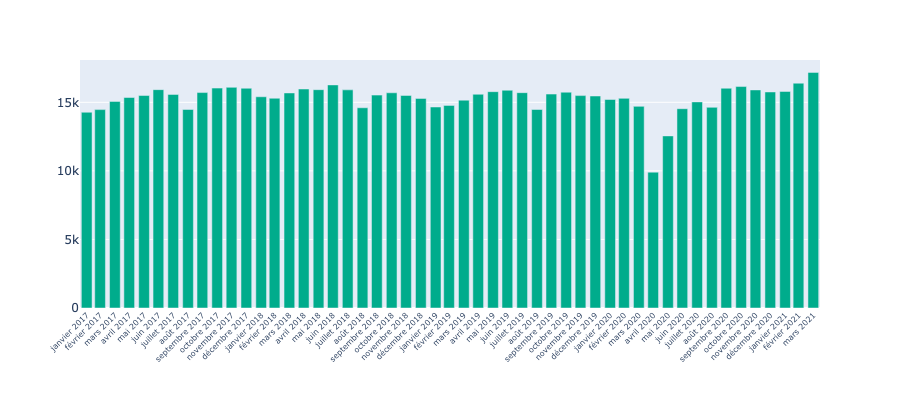 15k
10k
5k
0
janvier 2017
février 2017
mars 2017
avril 2017
mai 2017
juin 2017
juillet 2017
août 2017
septembre 2017
octobre 2017
novembre 2017
décembre 2017
janvier 2018
février 2018
mars 2018
avril 2018
mai 2018
juin 2018
juillet 2018
août 2018
septembre 2018
octobre 2018
novembre 2018
décembre 2018
janvier 2019
février 2019
mars 2019
avril 2019
mai 2019
juin 2019
juillet 2019
août 2019
septembre 2019
octobre 2019
novembre 2019
décembre 2019
janvier 2020
février 2020
mars 2020
avril 2020
mai 2020
juin 2020
juillet 2020
août 2020
septembre 2020
octobre 2020
novembre 2020
décembre 2020
janvier 2021
février 2021
mars 2021